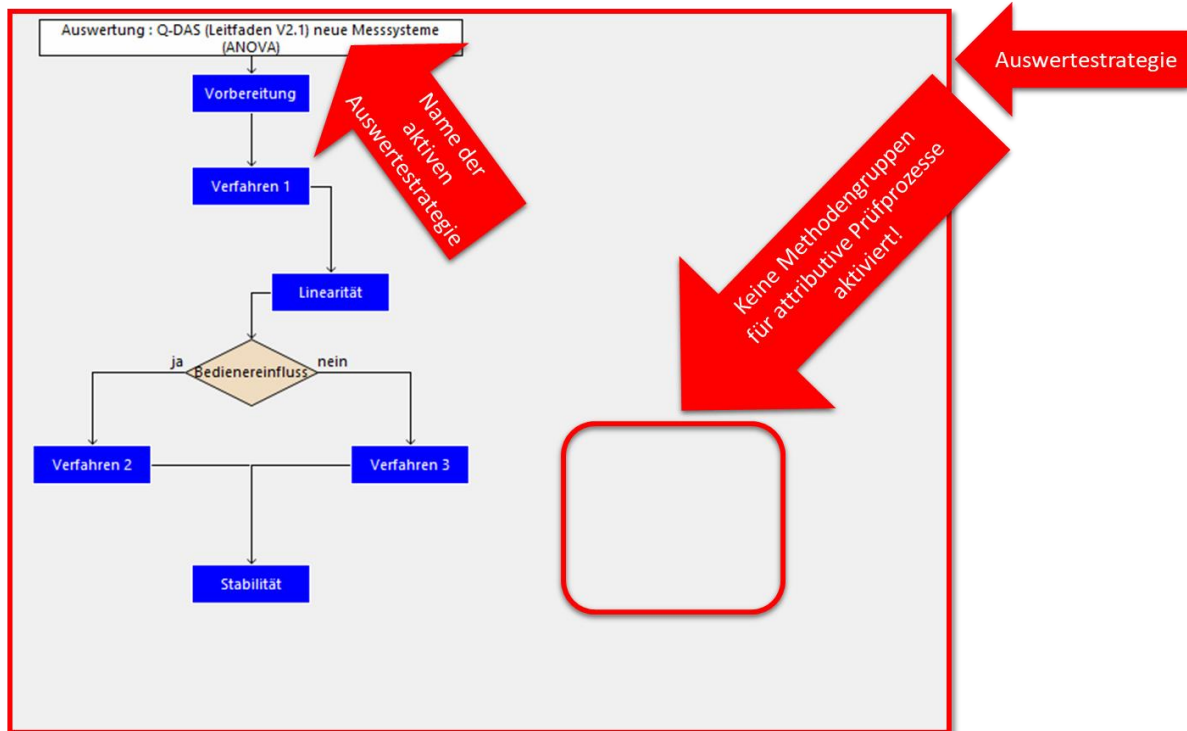 Auswertung : Q-DAS (Leitfaden V2.1) neue Messsysteme
(ANOVA)
Auswertestrategie
Vorbereitung
Name der
aktiven
Auswertestrategie
Verfahren 1
Keine Methodengruppen
für attributive Prüfprozesse
aktiviert!
Linearität
ja
Bedienereinfluss
nein
Verfahren 2
Verfahren 3
Stabilität